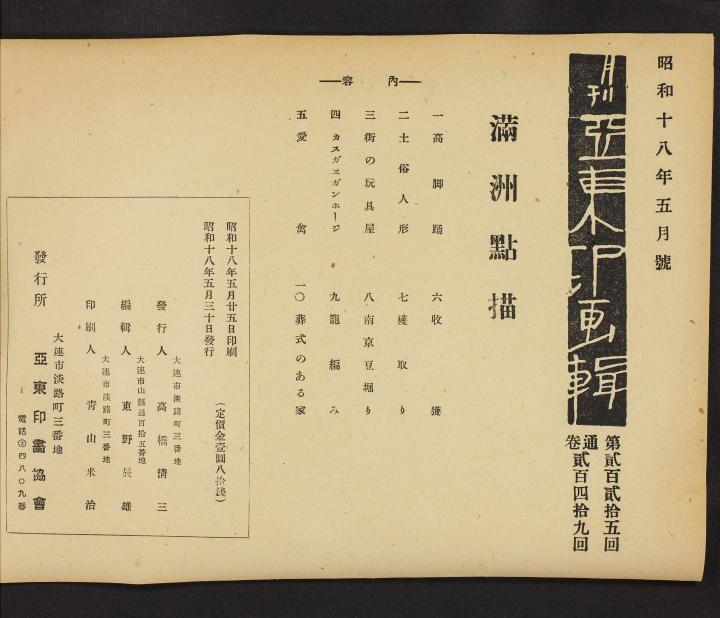 昭和十八年五月號
月刊 亞東印画輯
第貳百貳拾五回
通卷貳百四拾九回
滿洲點描
内容
一 高脚踊
二 土俗人形
三 街の玩具屋
四 カスガヱガンホージ
五 愛禽
六 收穫
七 穫取り
八 南京豆堀り
九 籠編み
一〇 葬式のある家
昭和十八年五月廿五日印刷
昭和十八年五月三十日發行
(定價金壹圓八拾錢)
大連市淡路町三番地
發行人 高橋清三
大連市山縣通百拾五番地
編輯人 東野辰雄
大連市淡路町三番地
印刷人 青山米治
大連市淡路町三番地
發行所 亞東印畫協會
電話②四八〇九番